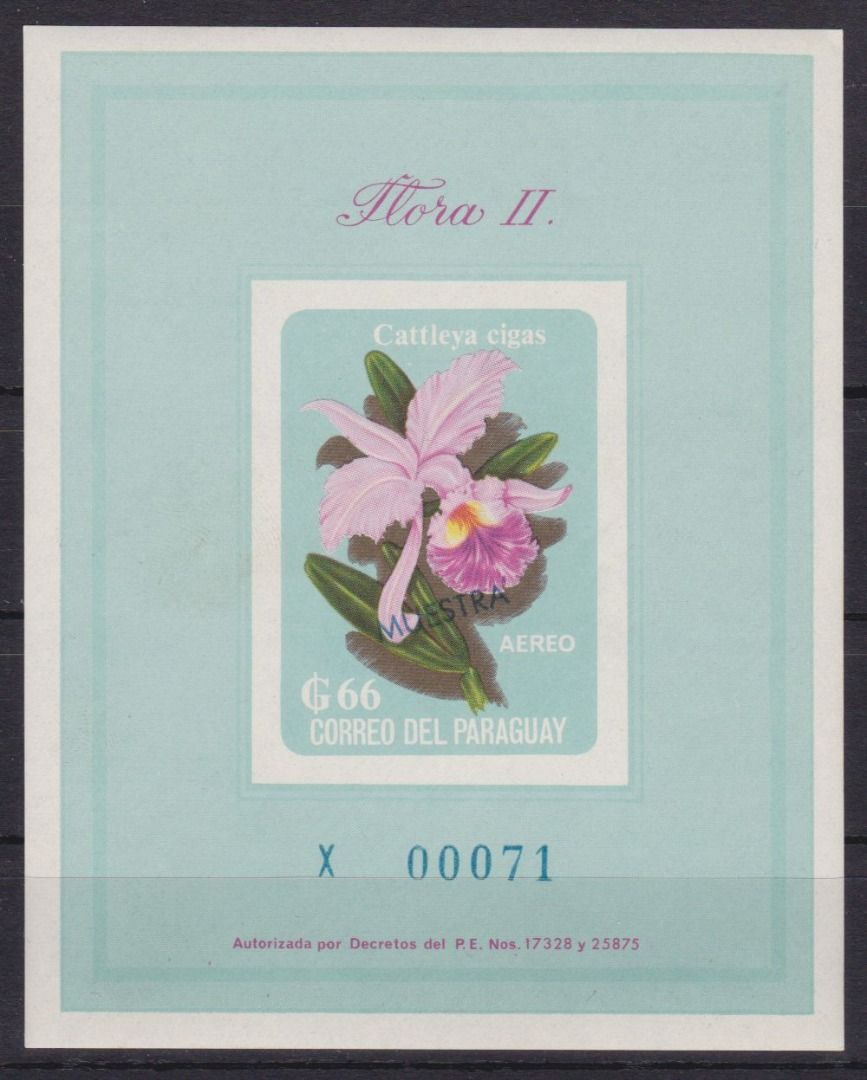 Flora II.
Cattleya cigas
MUESTRA
AEREO
₲ 66
CORREO DEL PARAGUAY
X 00071
Autorizada por Decretos del P.E. Nos. 17328 y 25875